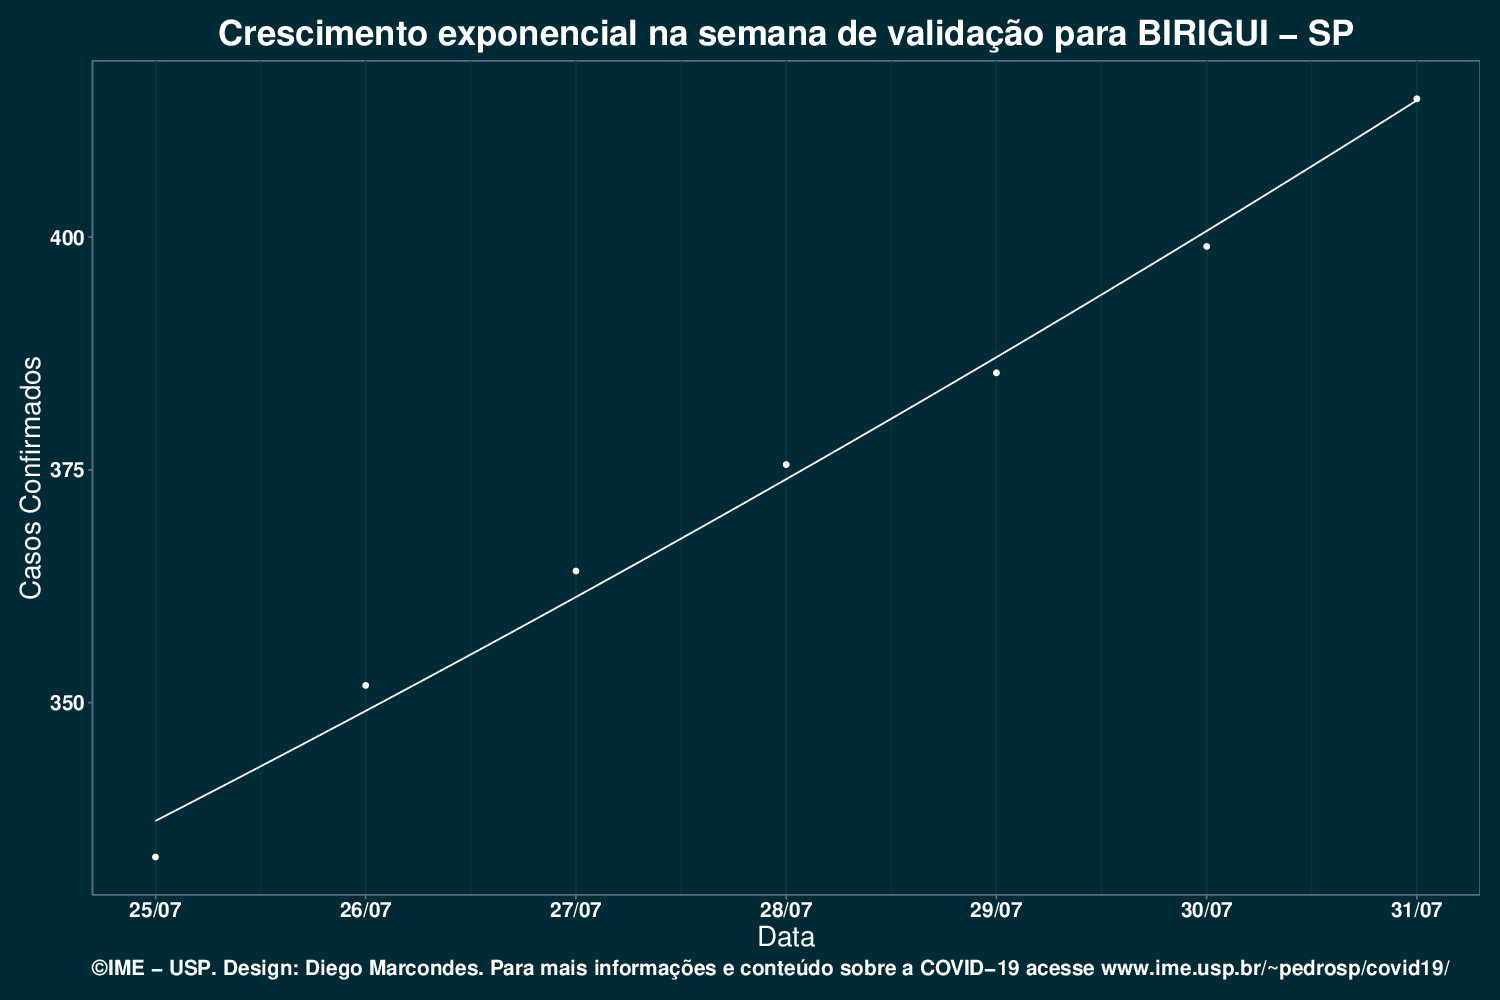 Crescimento exponencial na semana de validação para BIRIGUI – SP
Casos Confirmados
400
375
350
25/07 26/07 27/07 28/07 29/07 30/07 31/07
Data
©IME – USP. Design: Diego Marcondes. Para mais informações e conteúdo sobre a COVID–19 acesse www.ime.usp.br/~pedrosp/covid19/